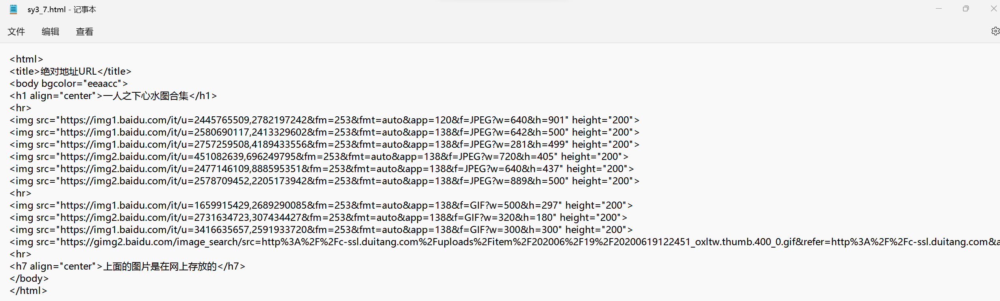 sy3_7.html - 记事本
文件 编辑 查看
<html>
<title>绝对地址URL</title>
<body bgcolor="eeaacc">
<h1 align="center">一人之下心水图合集</h1>
<hr>
<img src="https://img1.baidu.com/it/u=2445765509,2782197242&fm=253&fmt=auto&app=120&f=JPEG?w=640&h=901" height="200">
<img src="https://img1.baidu.com/it/u=2580690117,2413329602&fm=253&fmt=auto&app=138&f=JPEG?w=642&h=500" height="200">
<img src="https://img1.baidu.com/it/u=2757259508,4189433556&fm=253&fmt=auto&app=138&f=JPEG?w=281&h=499" height="200">
<img src="https://img2.baidu.com/it/u=451082639,696249795&fm=253&fmt=auto&app=138&f=JPEG?w=720&h=405" height="200">
<img src="https://img2.baidu.com/it/u=2477146109,888595351&fm=253&fmt=auto&app=138&f=JPEG?w=640&h=437" height="200">
<img src="https://img2.baidu.com/it/u=2578709452,2205173942&fm=253&fmt=auto&app=138&f=JPEG?w=889&h=500" height="200">
<hr>
<img src="https://img1.baidu.com/it/u=1659915429,2689290085&fm=253&fmt=auto&app=138&f=GIF?w=500&h=297" height="200">
<img src="https://img2.baidu.com/it/u=2731634723,307434427&fm=253&fmt=auto&app=138&f=GIF?w=320&h=180" height="200">
<img src="https://img1.baidu.com/it/u=3416635657,2591933720&fm=253&fmt=auto&app=138&f=GIF?w=300&h=300" height="200">
<img src="https://gimg2.baidu.com/image_search/src=http%3A%2F%2Fc-ssl.duitang.com%2Fuploads%2Fitem%2F202006%2F19%2F20200619122451_oxltw.thumb.400_0.gif&refer=http%3A%2F%2Fc-ssl.duitang.com&a
<hr>
<h7 align="center">上面的图片是在网上存放的</h7>
</body>
</html>